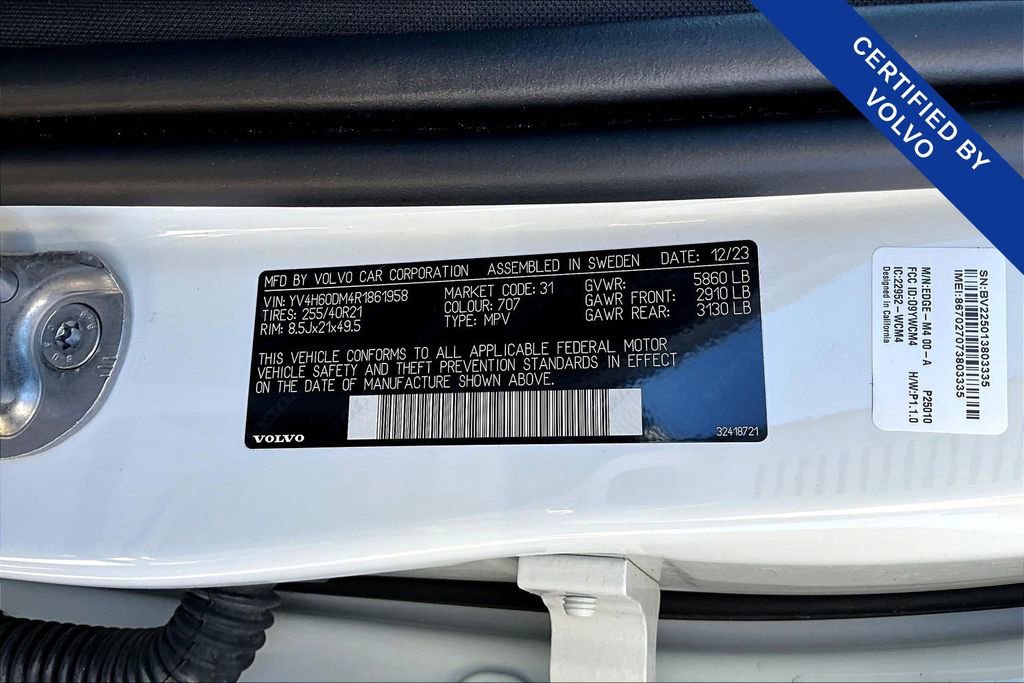 CERTIFIED BY
VOLVO
MFD BY VOLVO CAR CORPORATION ASSEMBLED IN SWEDEN DATE: 12/23
VIN: YV4H60DM4R1861958 MARKET CODE: 31 GVWR: 5860 LB
TIRES: 255/40R21 COLOUR: 707 GAWR FRONT: 2910 LB
RIM: 8.5Jx21x49.5 TYPE: MPV GAWR REAR: 3130 LB
THIS VEHICLE CONFORMS TO ALL APPLICABLE FEDERAL MOTOR
VEHICLE SAFETY AND THEFT PREVENTION STANDARDS IN EFFECT
ON THE DATE OF MANUFACTURE SHOWN ABOVE.
VOLVO 32418721
SN:BV225013803335
IMEI:867027073803335
M/N:EDGE-M4 00-A P25010
FCC ID:09YWCM4 H/W:P1.1.0
IC:22952-WCM4
Designed in California